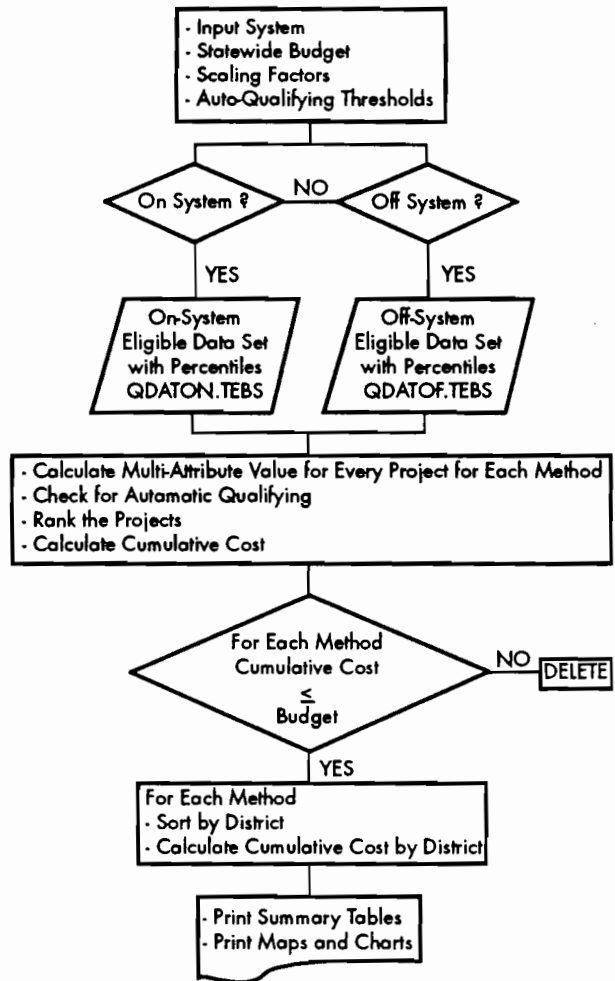 - Input System
- Statewide Budget
- Scaling Factors
- Auto-Qualifying Thresholds
On System ?
NO
Off System ?
YES
YES
On-System
Eligible Data Set
with Percentiles
QDATON.TEBS
Off-System
Eligible Data Set
with Percentiles
QDATOF.TEBS
- Calculate Multi-Attribute Value for Every Project for Each Method
- Check for Automatic Qualifying
- Rank the Projects
- Calculate Cumulative Cost
For Each Method
Cumulative Cost
≤
Budget
NO
DELETE
YES
For Each Method
- Sort by District
- Calculate Cumulative Cost by District
- Print Summary Tables
- Print Maps and Charts